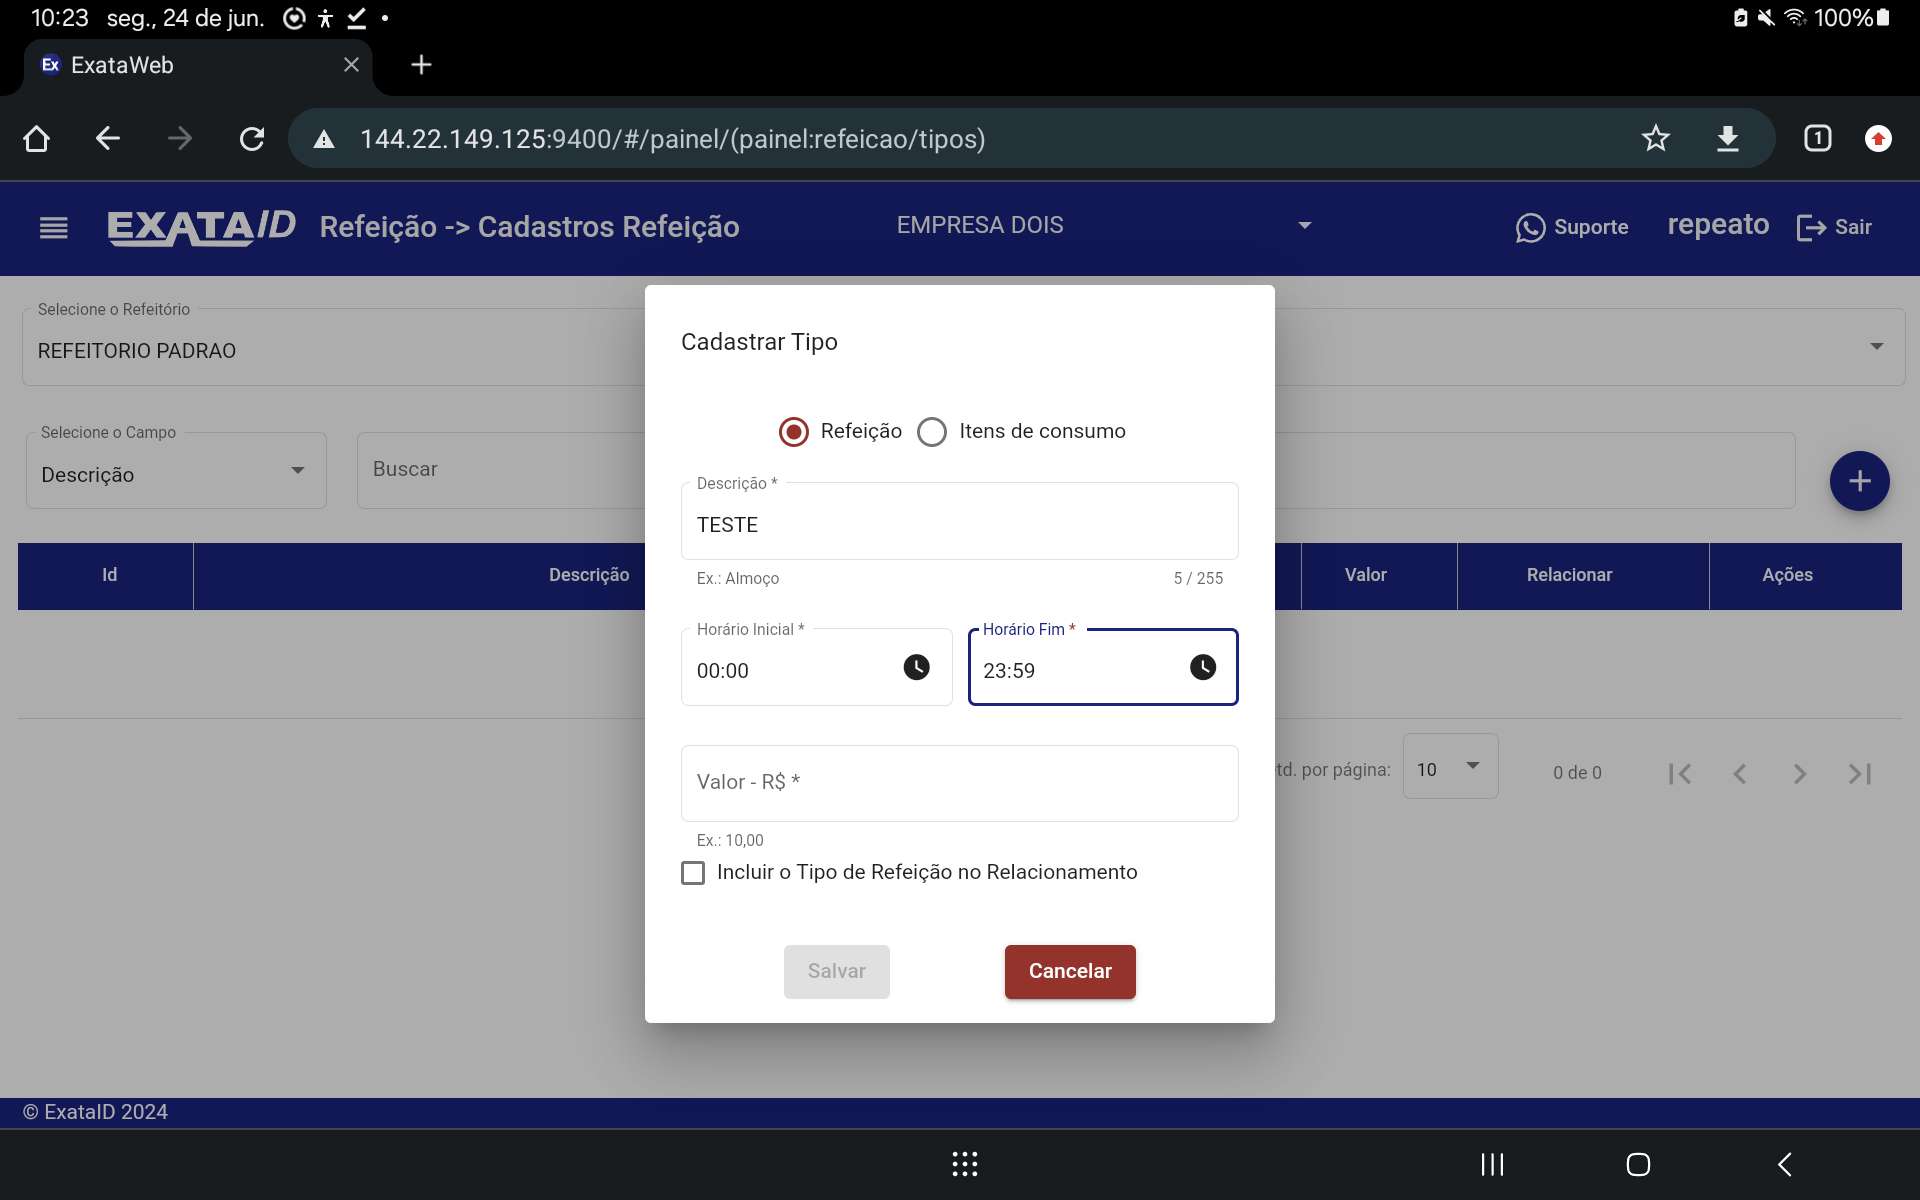 10:23 seg., 24 de jun. 100%
Ex ExataWeb
144.22.149.125:9400/#/painel/(painel:refeicao/tipos) 1
EXATAID Refeição -> Cadastros Refeição EMPRESA DOIS Suporte repeato Sair
Selecione o Refeitório
REFEITORIO PADRAO
Selecione o Campo
Descrição Buscar
Id Descrição Valor Relacionar Ações
td. por página: 10 0 de 0
Cadastrar Tipo
Refeição Itens de consumo
Descrição *
TESTE
Ex.: Almoço 5 / 255
Horário Inicial * Horário Fim *
00:00 23:59
Valor - R$ *
Ex.: 10,00
Incluir o Tipo de Refeição no Relacionamento
Salvar Cancelar
© ExataID 2024